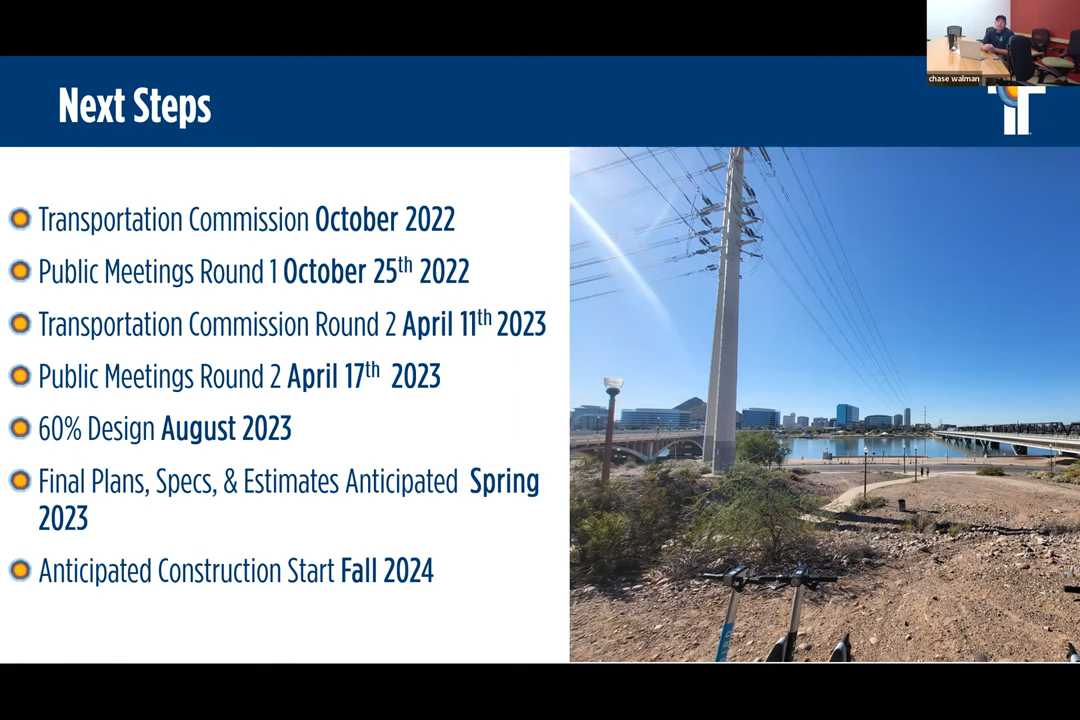 chase walman
Next Steps
Transportation Commission October 2022
Public Meetings Round 1 October 25th 2022
Transportation Commission Round 2 April 11th 2023
Public Meetings Round 2 April 17th 2023
60% Design August 2023
Final Plans, Specs, & Estimates Anticipated Spring
2023
Anticipated Construction Start Fall 2024